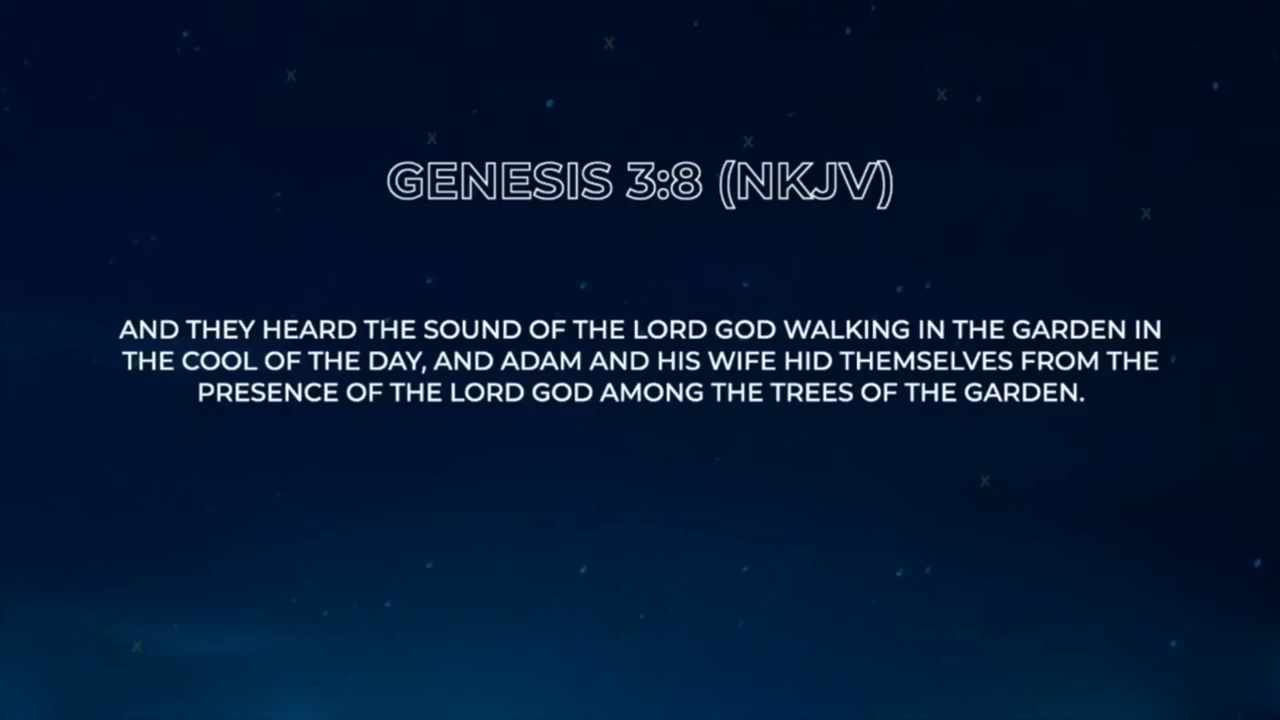 GENESIS 3:8 (NKJV)
AND THEY HEARD THE SOUND OF THE LORD GOD WALKING IN THE GARDEN IN
THE COOL OF THE DAY, AND ADAM AND HIS WIFE HID THEMSELVES FROM THE
PRESENCE OF THE LORD GOD AMONG THE TREES OF THE GARDEN.